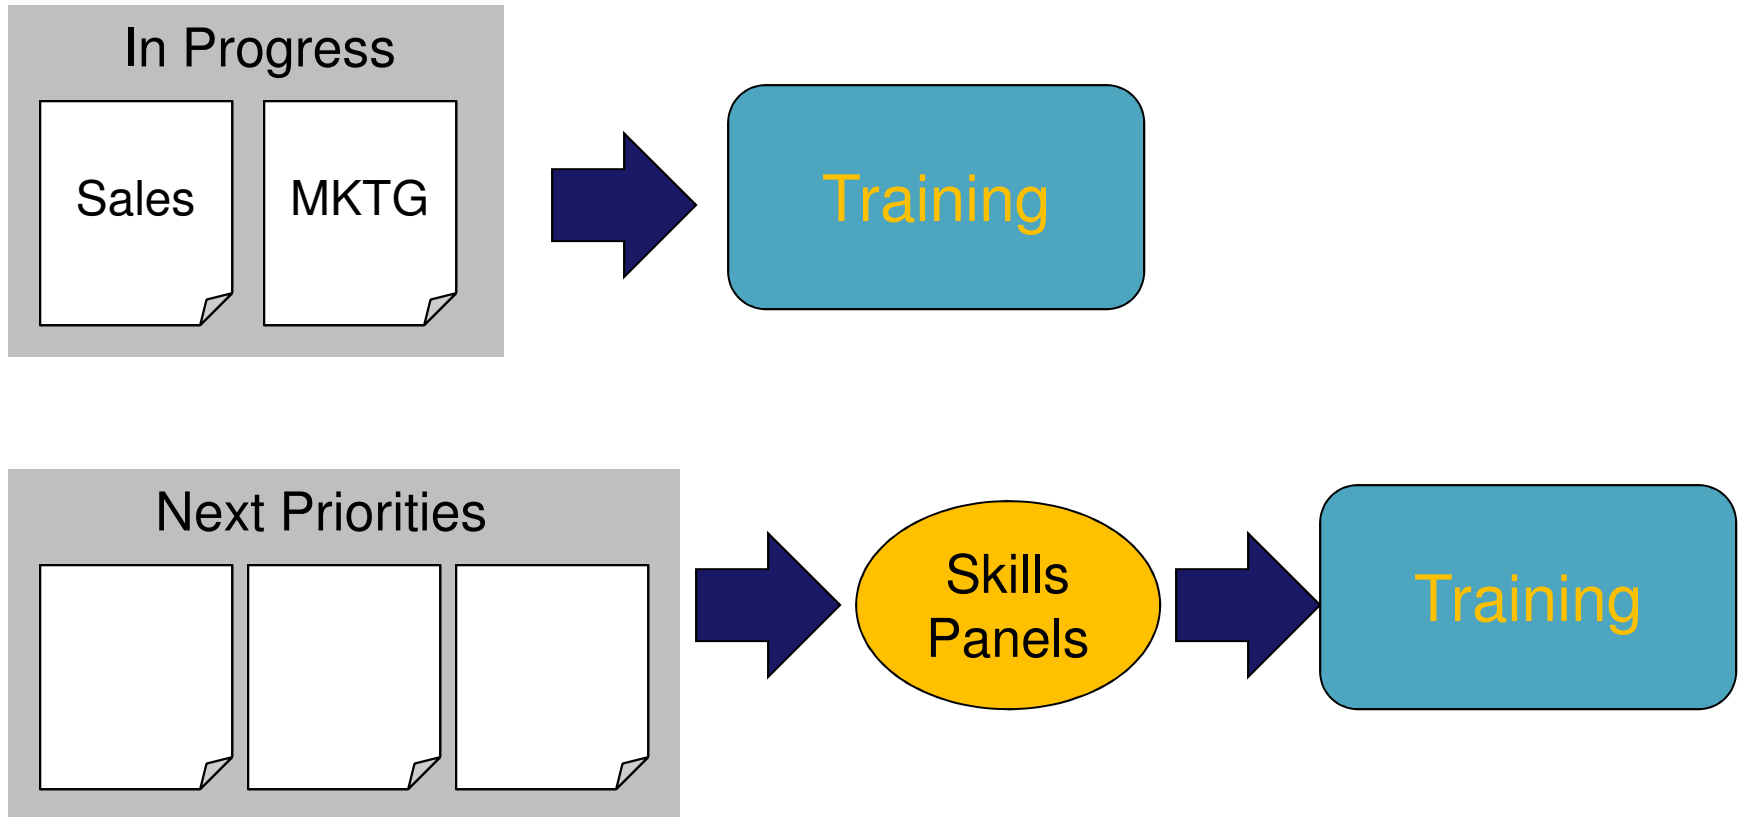 In Progress
Sales
MKTG
Training
Next Priorities
Skills
Panels
Training